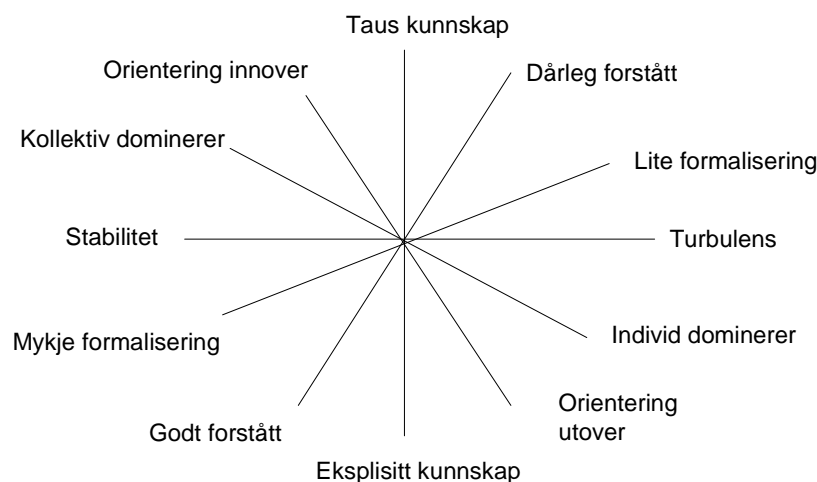 Taus kunnskap
Orientering innover
Dårleg forstått
Kollektiv dominerer
Lite formalisering
Stabilitet
Turbulens
Mykje formalisering
Individ dominerer
Godt forstått
Orientering
utover
Eksplisitt kunnskap